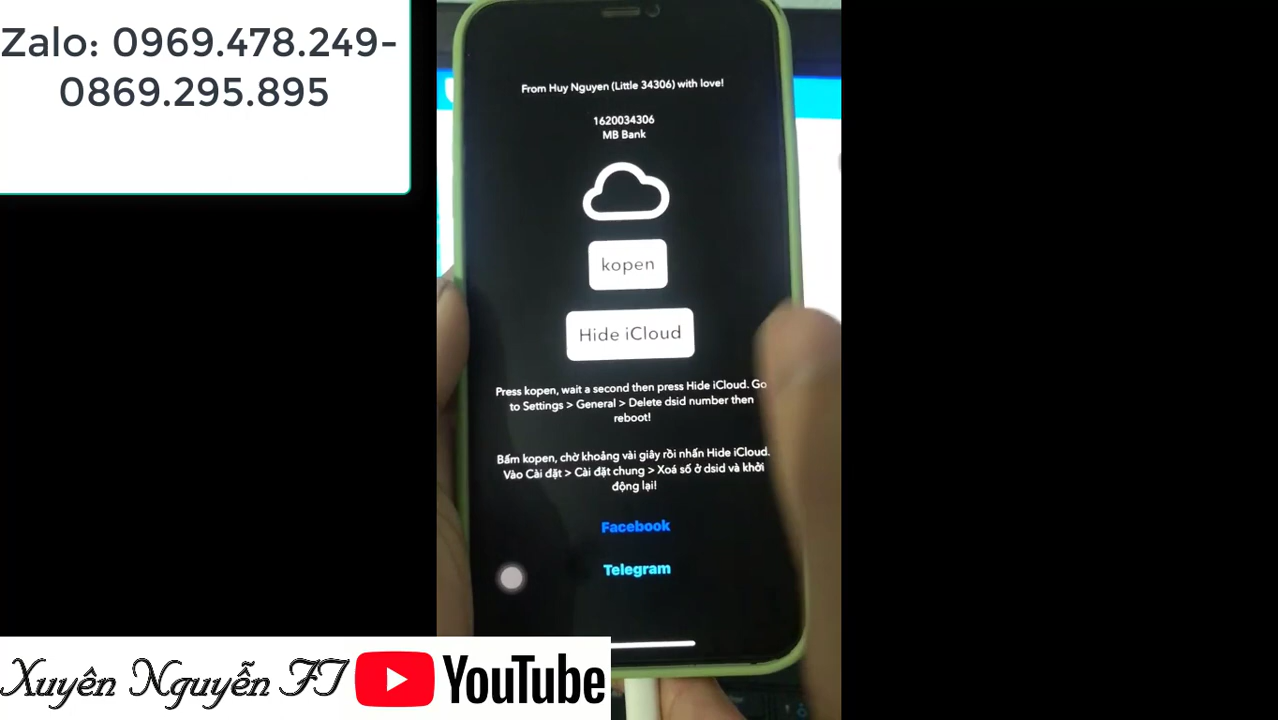 Zalo: 0969.478.249-
0869.295.895
From Huy Nguyen (Little 34306) with love!
1620034306
MB Bank
kopen
Hide iCloud
Press kopen, wait a second then press Hide iCloud. Go
to Settings > General > Delete dsid number then
reboot!
Bấm kopen, chờ khoảng vài giây rồi nhấn Hide iCloud.
Vào Cài đặt > Cài đặt chung > Xoá số ở dsid và khởi
động lại!
Facebook
Telegram
Xuyên Nguyễn FT YouTube